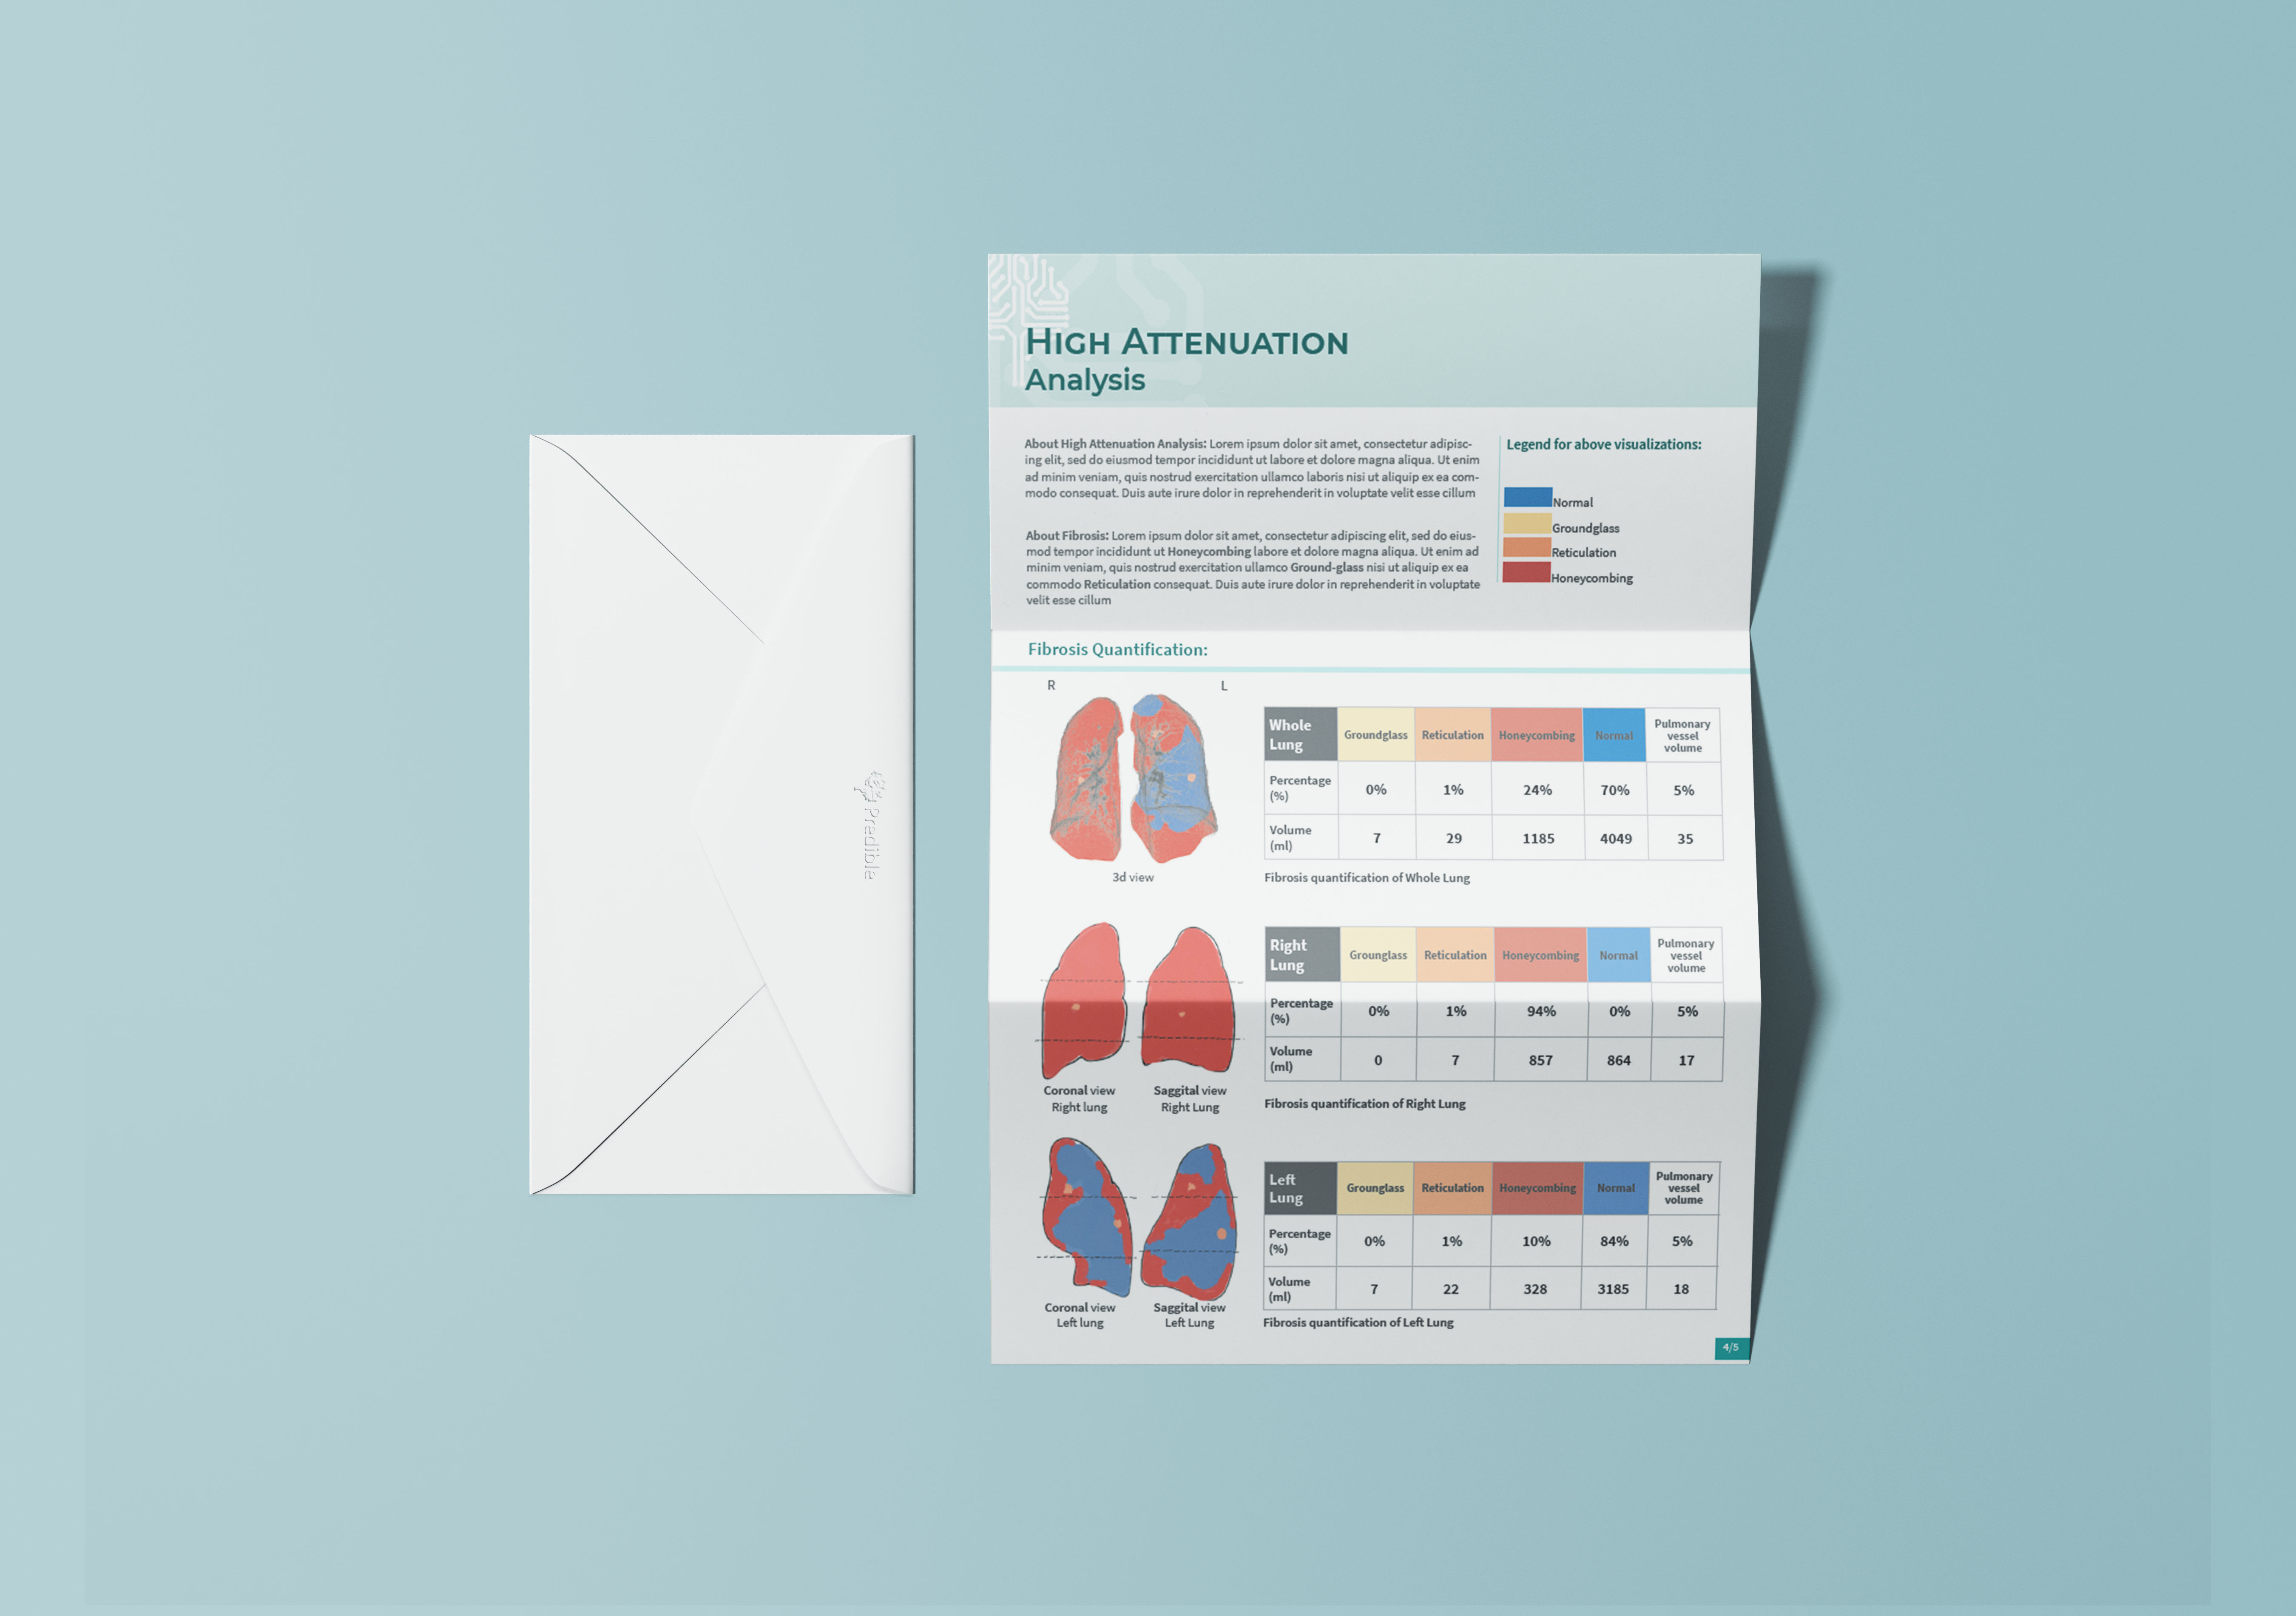 Predible
HIGH ATTENUATION
Analysis
About High Attenuation Analysis: Lorem ipsum dolor sit amet, consectetur adipisc-
ing elit, sed do eiusmod tempor incididunt ut labore et dolore magna aliqua. Ut enim
ad minim veniam, quis nostrud exercitation ullamco laboris nisi ut aliquip ex ea com-
modo consequat. Duis aute irure dolor in reprehenderit in voluptate velit esse cillum
About Fibrosis: Lorem ipsum dolor sit amet, consectetur adipiscing elit, sed do eius-
mod tempor incididunt ut Honeycombing labore et dolore magna aliqua. Ut enim ad
minim veniam, quis nostrud exercitation ullamco Ground-glass nisi ut aliquip ex ea
commodo Reticulation consequat. Duis aute irure dolor in reprehenderit in voluptate
velit esse cillum
Legend for above visualizations:
Normal
Groundglass
Reticulation
Honeycombing
Fibrosis Quantification:
R L
3d view
Whole
Lung
Groundglass Reticulation Honeycombing Normal
Pulmonary
vessel
volume
Percentage
(%)
0% 1% 24% 70% 5%
Volume
(ml)
7 29 1185 4049 35
Fibrosis quantification of Whole Lung
Coronal view
Right lung
Saggital view
Right Lung
Right
Lung
Grounglass Reticulation Honeycombing Normal
Pulmonary
vessel
volume
Percentage
(%)
0% 1% 94% 0% 5%
Volume
(ml)
0 7 857 864 17
Fibrosis quantification of Right Lung
Coronal view
Left lung
Saggital view
Left Lung
Left
Lung
Grounglass Reticulation Honeycombing Normal
Pulmonary
vessel
volume
Percentage
(%)
0% 1% 10% 84% 5%
Volume
(ml)
7 22 328 3185 18
Fibrosis quantification of Left Lung
4/5